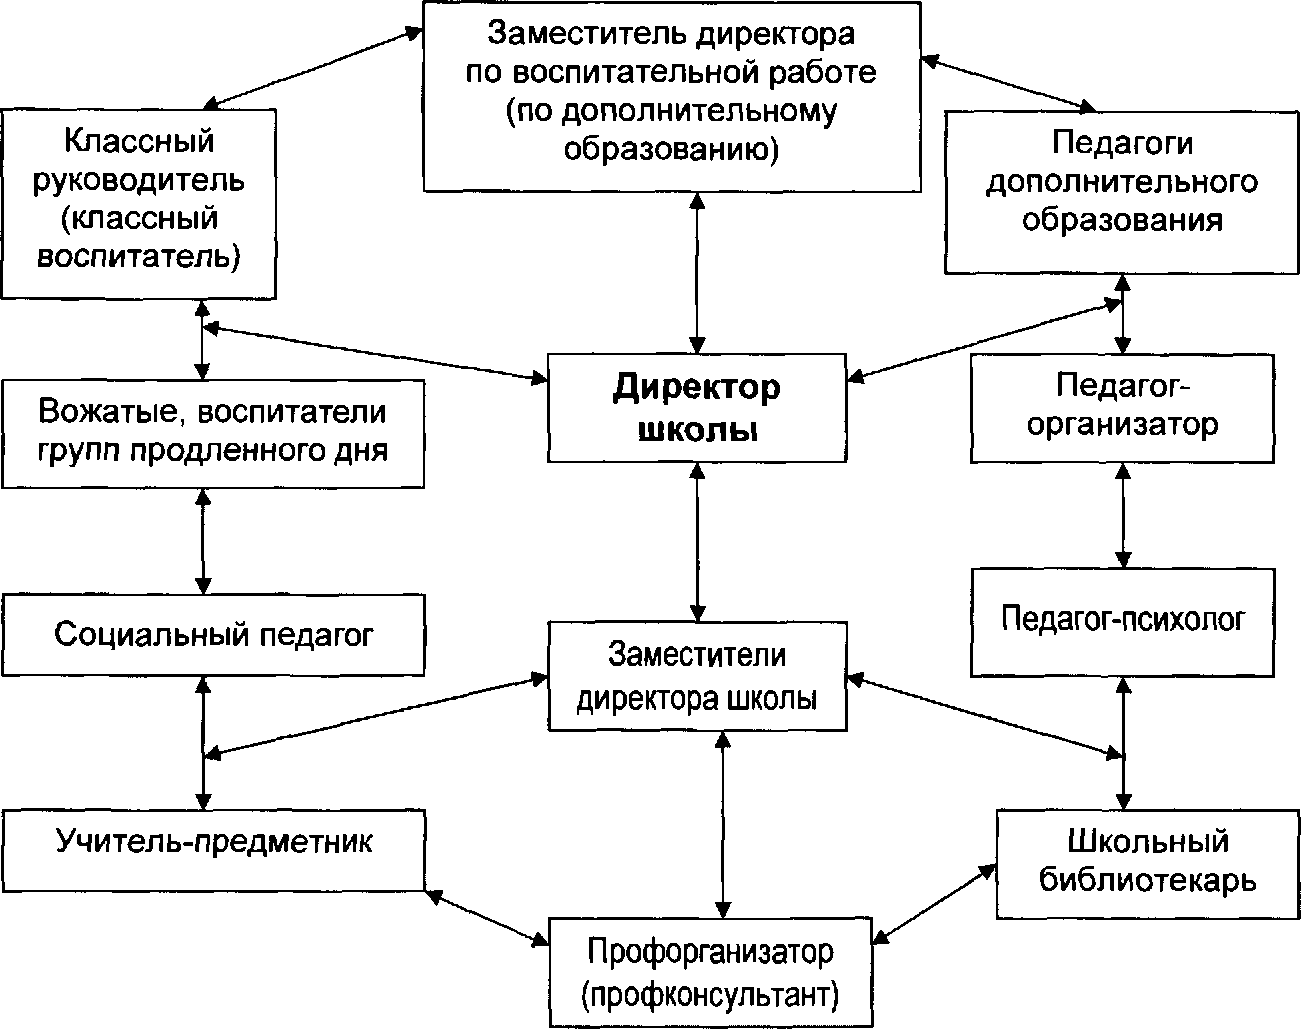 Заместитель директора
по воспитательной работе
(по дополнительному
образованию)
Классный
руководитель
(классный
воспитатель)
Педагоги
дополнительного
образования
Директор
школы
Вожатые, воспитатели
групп продленного дня
Педагог-
организатор
Социальный педагог
Заместители
директора школы
Педагог-психолог
Учитель-предметник
Школьный
библиотекарь
Профорганизатор
(профконсультант)